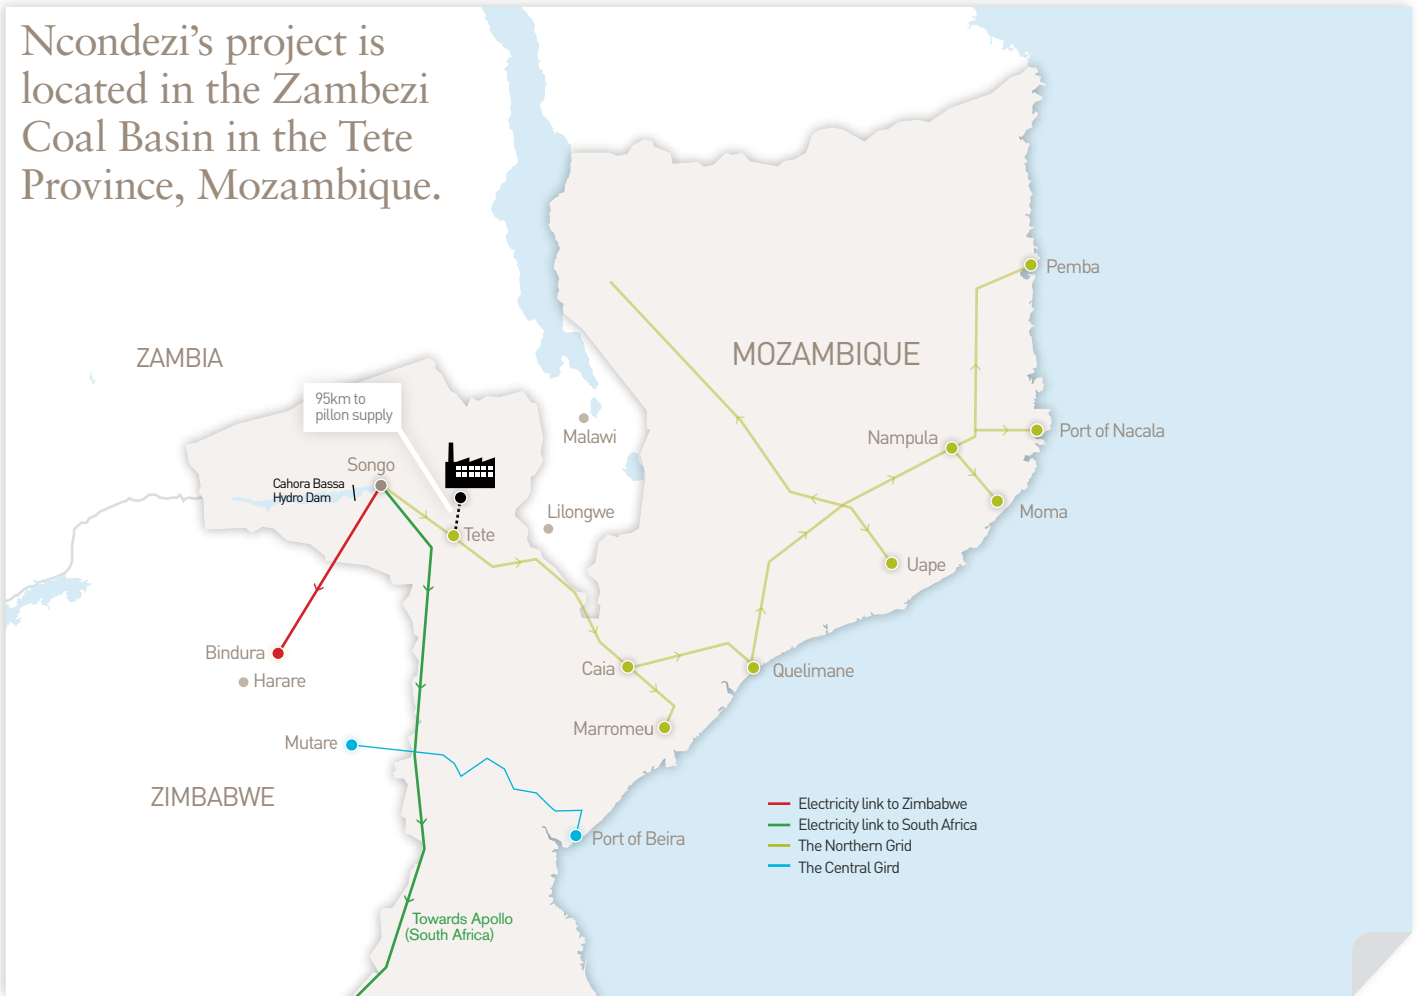 Ncondezi’s project is
located in the Zambezi
Coal Basin in the Tete
Province, Mozambique.
Pemba
ZAMBIA
MOZAMBIQUE
95km to
pillon supply
Malawi
Nampula
Port of Nacala
Songo
Cahora Bassa
Hydro Dam
Lilongwe
Moma
Tete
Uape
Bindura
Harare
Caia
Quelimane
Marromeu
Mutare
ZIMBABWE
Port of Beira
Electricity link to Zimbabwe
Electricity link to South Africa
The Northern Grid
The Central Gird
Towards Apollo
(South Africa)